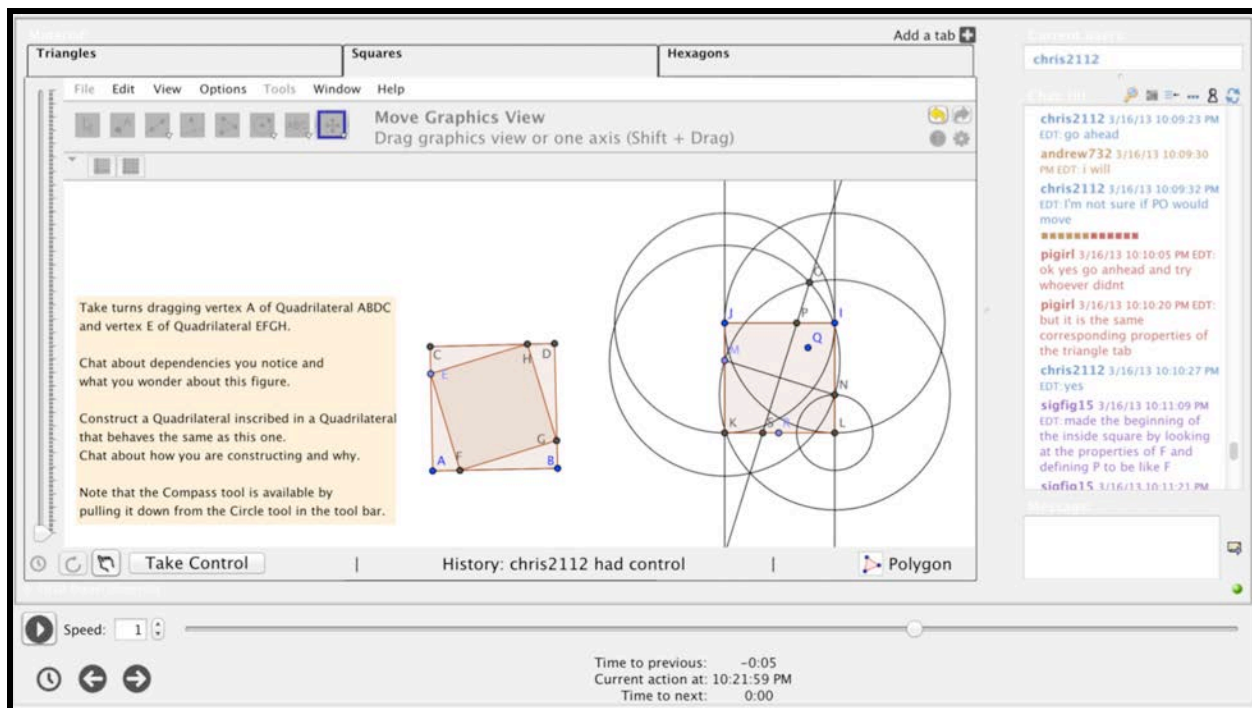 Add a tab
Triangles
Squares
Hexagons
File Edit View Options Tools Window Help
Move Graphics View
Drag graphics view or one axis (Shift + Drag)
Take turns dragging vertex A of Quadrilateral ABDC
and vertex E of Quadrilateral EFGH.
Chat about dependencies you notice and
what you wonder about this figure.
Construct a Quadrilateral inscribed in a Quadrilateral
that behaves the same as this one.
Chat about how you are constructing and why.
Note that the Compass tool is available by
pulling it down from the Circle tool in the tool bar.
C
H
D
E
G
A
F
B
O
J
P
I
Q
M
N
K
S
R
L
Take Control
History: chris2112 had control
Polygon
chris2112
chris2112 3/16/13 10:09:23 PM
EDT: go ahead
andrew732 3/16/13 10:09:30
PM EDT: i will
chris2112 3/16/13 10:09:32 PM
EDT: I'm not sure if PO would
move
pigirl 3/16/13 10:10:05 PM EDT:
ok yes go anhead and try
whoever didnt
pigirl 3/16/13 10:10:20 PM EDT:
but it is the same
corresponding properties of
the triangle tab
chris2112 3/16/13 10:10:27 PM
EDT: yes
sigfig15 3/16/13 10:11:09 PM
EDT: made the beginning of
the inside square by looking
at the properties of F and
defining P to be like F
sigfig15 3/16/13 10:11:21 PM
Message:
Speed: 1
Time to previous: -0:05
Current action at: 10:21:59 PM
Time to next: 0:00